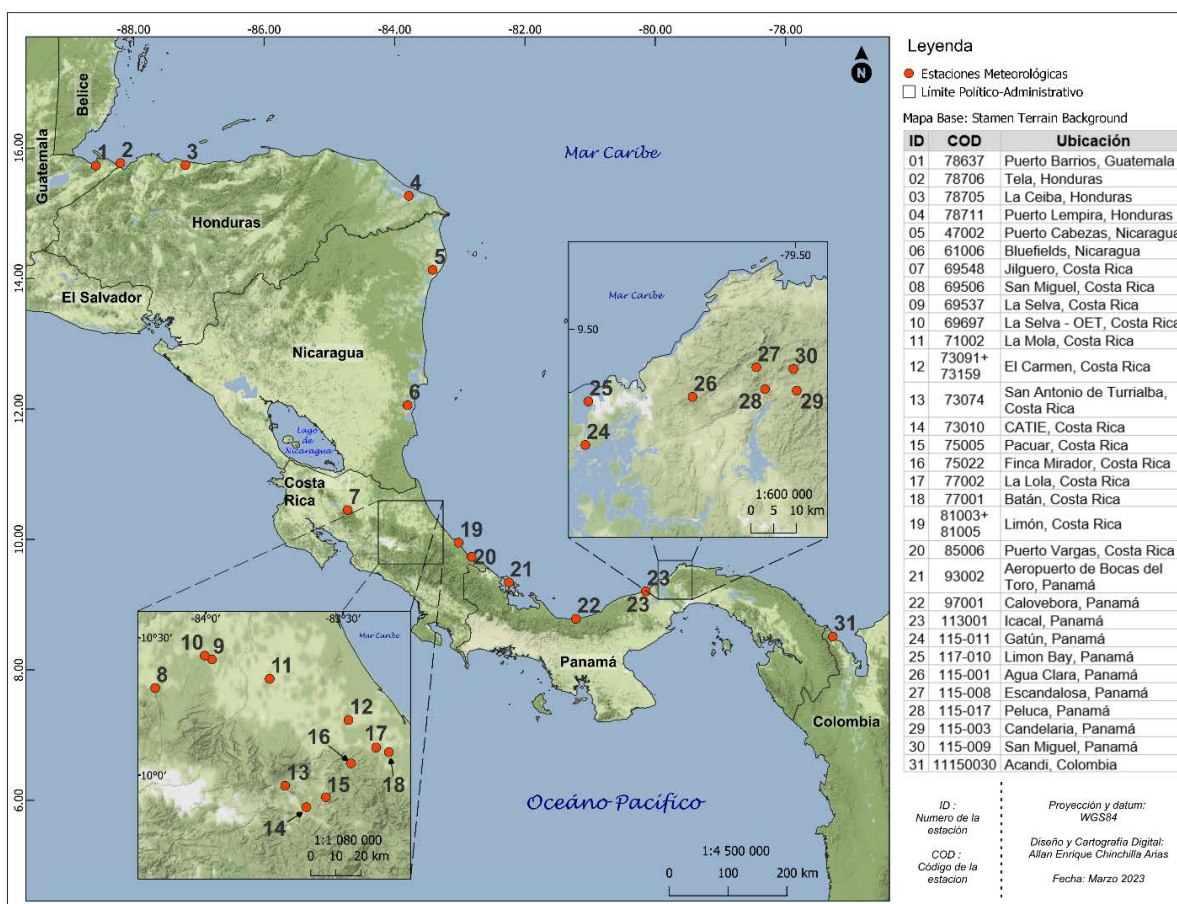 -88.00
-86.00
-84.00
-82.00
-80.00
-78.00
16.00
14.00
12.00
10.00
8.00
6.00
Belice
Guatemala
Honduras
El Salvador
Nicaragua
Lago
de
Nicaragua
Costa
Rica
Panamá
Colombia
Mar Caribe
Oceáno Pacífico
N
1
2
3
4
5
6
7
19
20
21
22
23
23
31
1:4 500 000
0 100 200 km
-79.50
Mar Caribe
9.50
27
30
25
26
28
29
24
1:600 000
0 5 10 km
-84°0'
-83°30'
Mar Caribe
10°30'
10
9
8
11
12
16
17
10°0'
13
15
18
14
1:1 080 000
0 10 20 km
Leyenda
Estaciones Meteorológicas
Límite Político-Administrativo
Mapa Base: Stamen Terrain Background
ID COD Ubicación
01 78637 Puerto Barrios, Guatemala
02 78706 Tela, Honduras
03 78705 La Ceiba, Honduras
04 78711 Puerto Lempira, Honduras
05 47002 Puerto Cabezas, Nicaragua
06 61006 Bluefields, Nicaragua
07 69548 Jilguero, Costa Rica
08 69506 San Miguel, Costa Rica
09 69537 La Selva, Costa Rica
10 69697 La Selva - OET, Costa Rica
11 71002 La Mola, Costa Rica
12 73091+
73159 El Carmen, Costa Rica
13 73074 San Antonio de Turrialba,
Costa Rica
14 73010 CATIE, Costa Rica
15 75005 Pacuar, Costa Rica
16 75022 Finca Mirador, Costa Rica
17 77002 La Lola, Costa Rica
18 77001 Batán, Costa Rica
19 81003+
81005 Limón, Costa Rica
20 85006 Puerto Vargas, Costa Rica
21 93002 Aeropuerto de Bocas del
Toro, Panamá
22 97001 Calovebora, Panamá
23 113001 Icacal, Panamá
24 115-011 Gatún, Panamá
25 117-010 Limon Bay, Panamá
26 115-001 Agua Clara, Panamá
27 115-008 Escandalosa, Panamá
28 115-017 Peluca, Panamá
29 115-003 Candelaria, Panamá
30 115-009 San Miguel, Panamá
31 11150030 Acandi, Colombia
ID :
Numero de la
estación
COD :
Código de la
estacion
Proyección y datum:
WGS84
Diseño y Cartografía Digital:
Allan Enrique Chinchilla Arias
Fecha: Marzo 2023